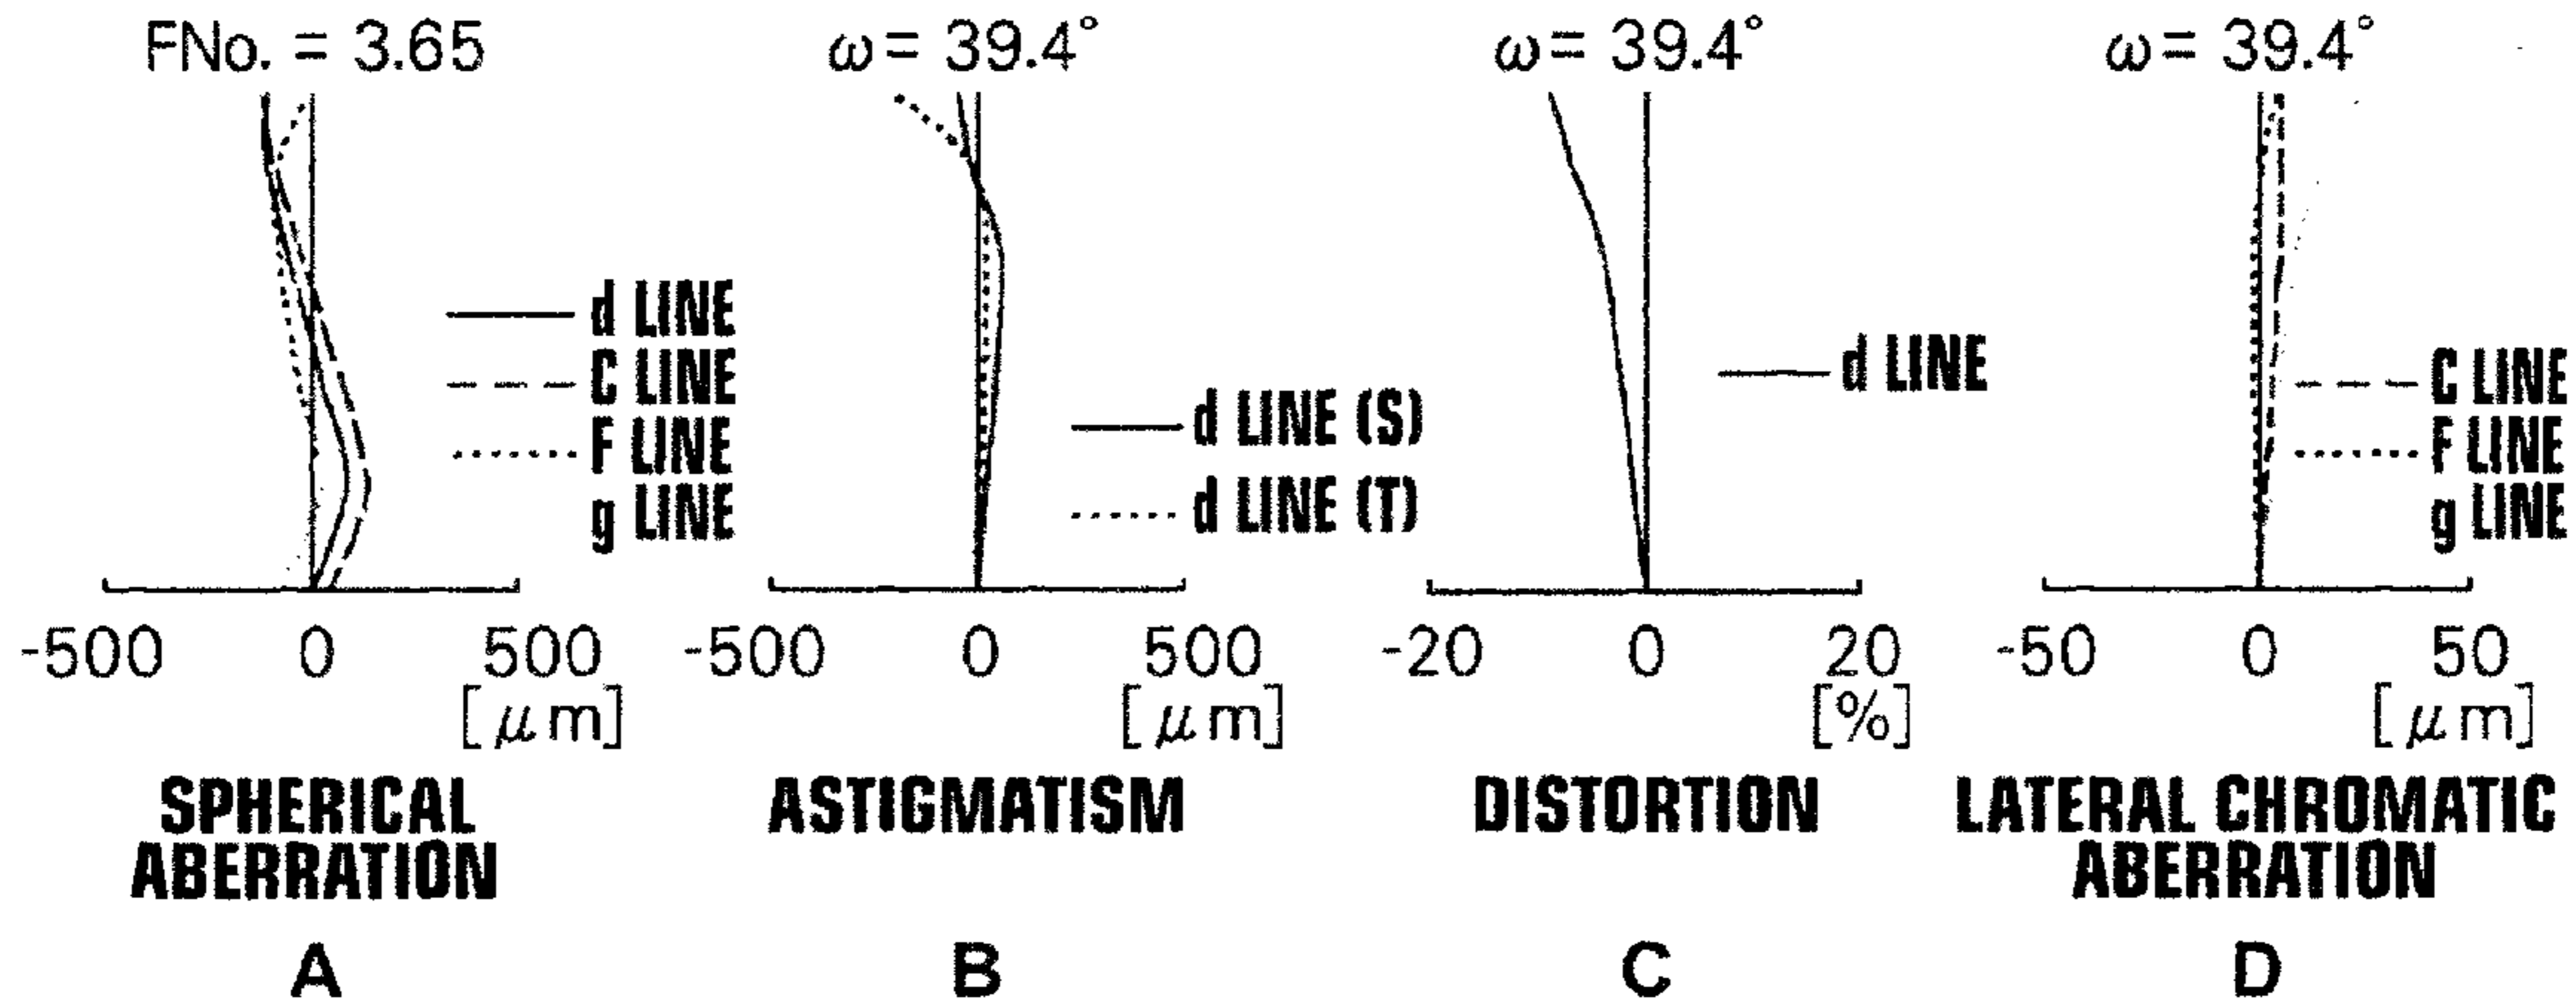 FNo. = 3.65
ω= 39.4°
ω= 39.4°
ω= 39.4°
d LINE
C LINE
F LINE
g LINE
d LINE (S)
d LINE (T)
d LINE
C LINE
F LINE
g LINE
-500 0 500
[μm]
-500 0 500
[μm]
-20 0 20
[%]
-50 0 50
[μm]
SPHERICAL
ABERRATION
ASTIGMATISM
DISTORTION
LATERAL CHROMATIC
ABERRATION
A
B
C
D